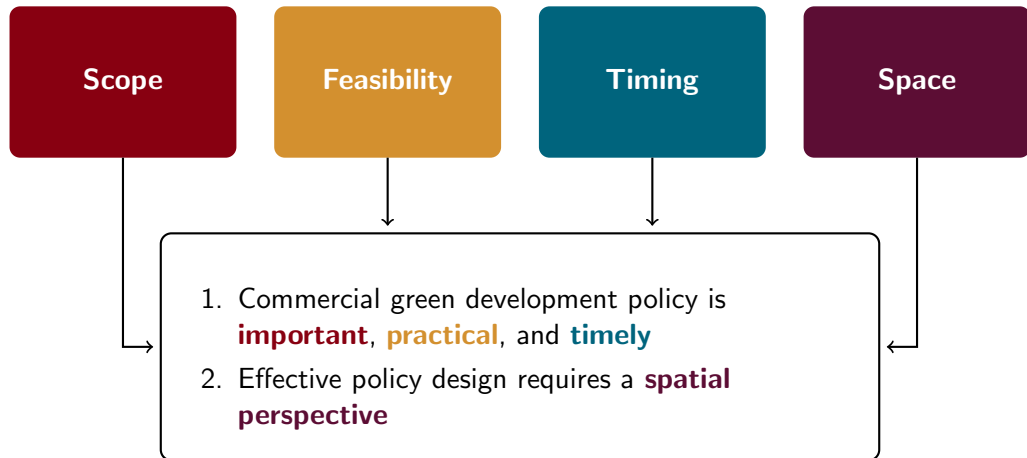 Scope
Feasibility
Timing
Space
1. Commercial green development policy is
important, practical, and timely
2. Effective policy design requires a spatial
perspective